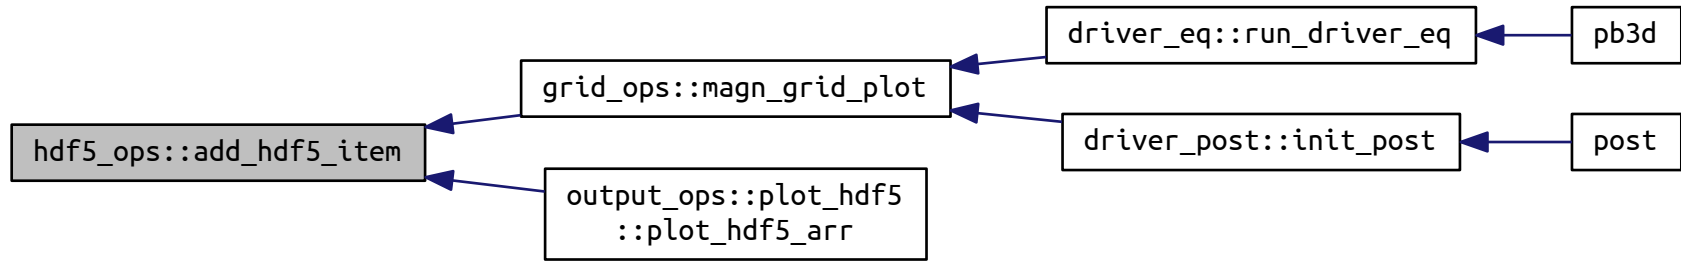 hdf5_ops::add_hdf5_item
grid_ops::magn_grid_plot
output_ops::plot_hdf5
::plot_hdf5_arr
driver_eq::run_driver_eq
driver_post::init_post
pb3d
post